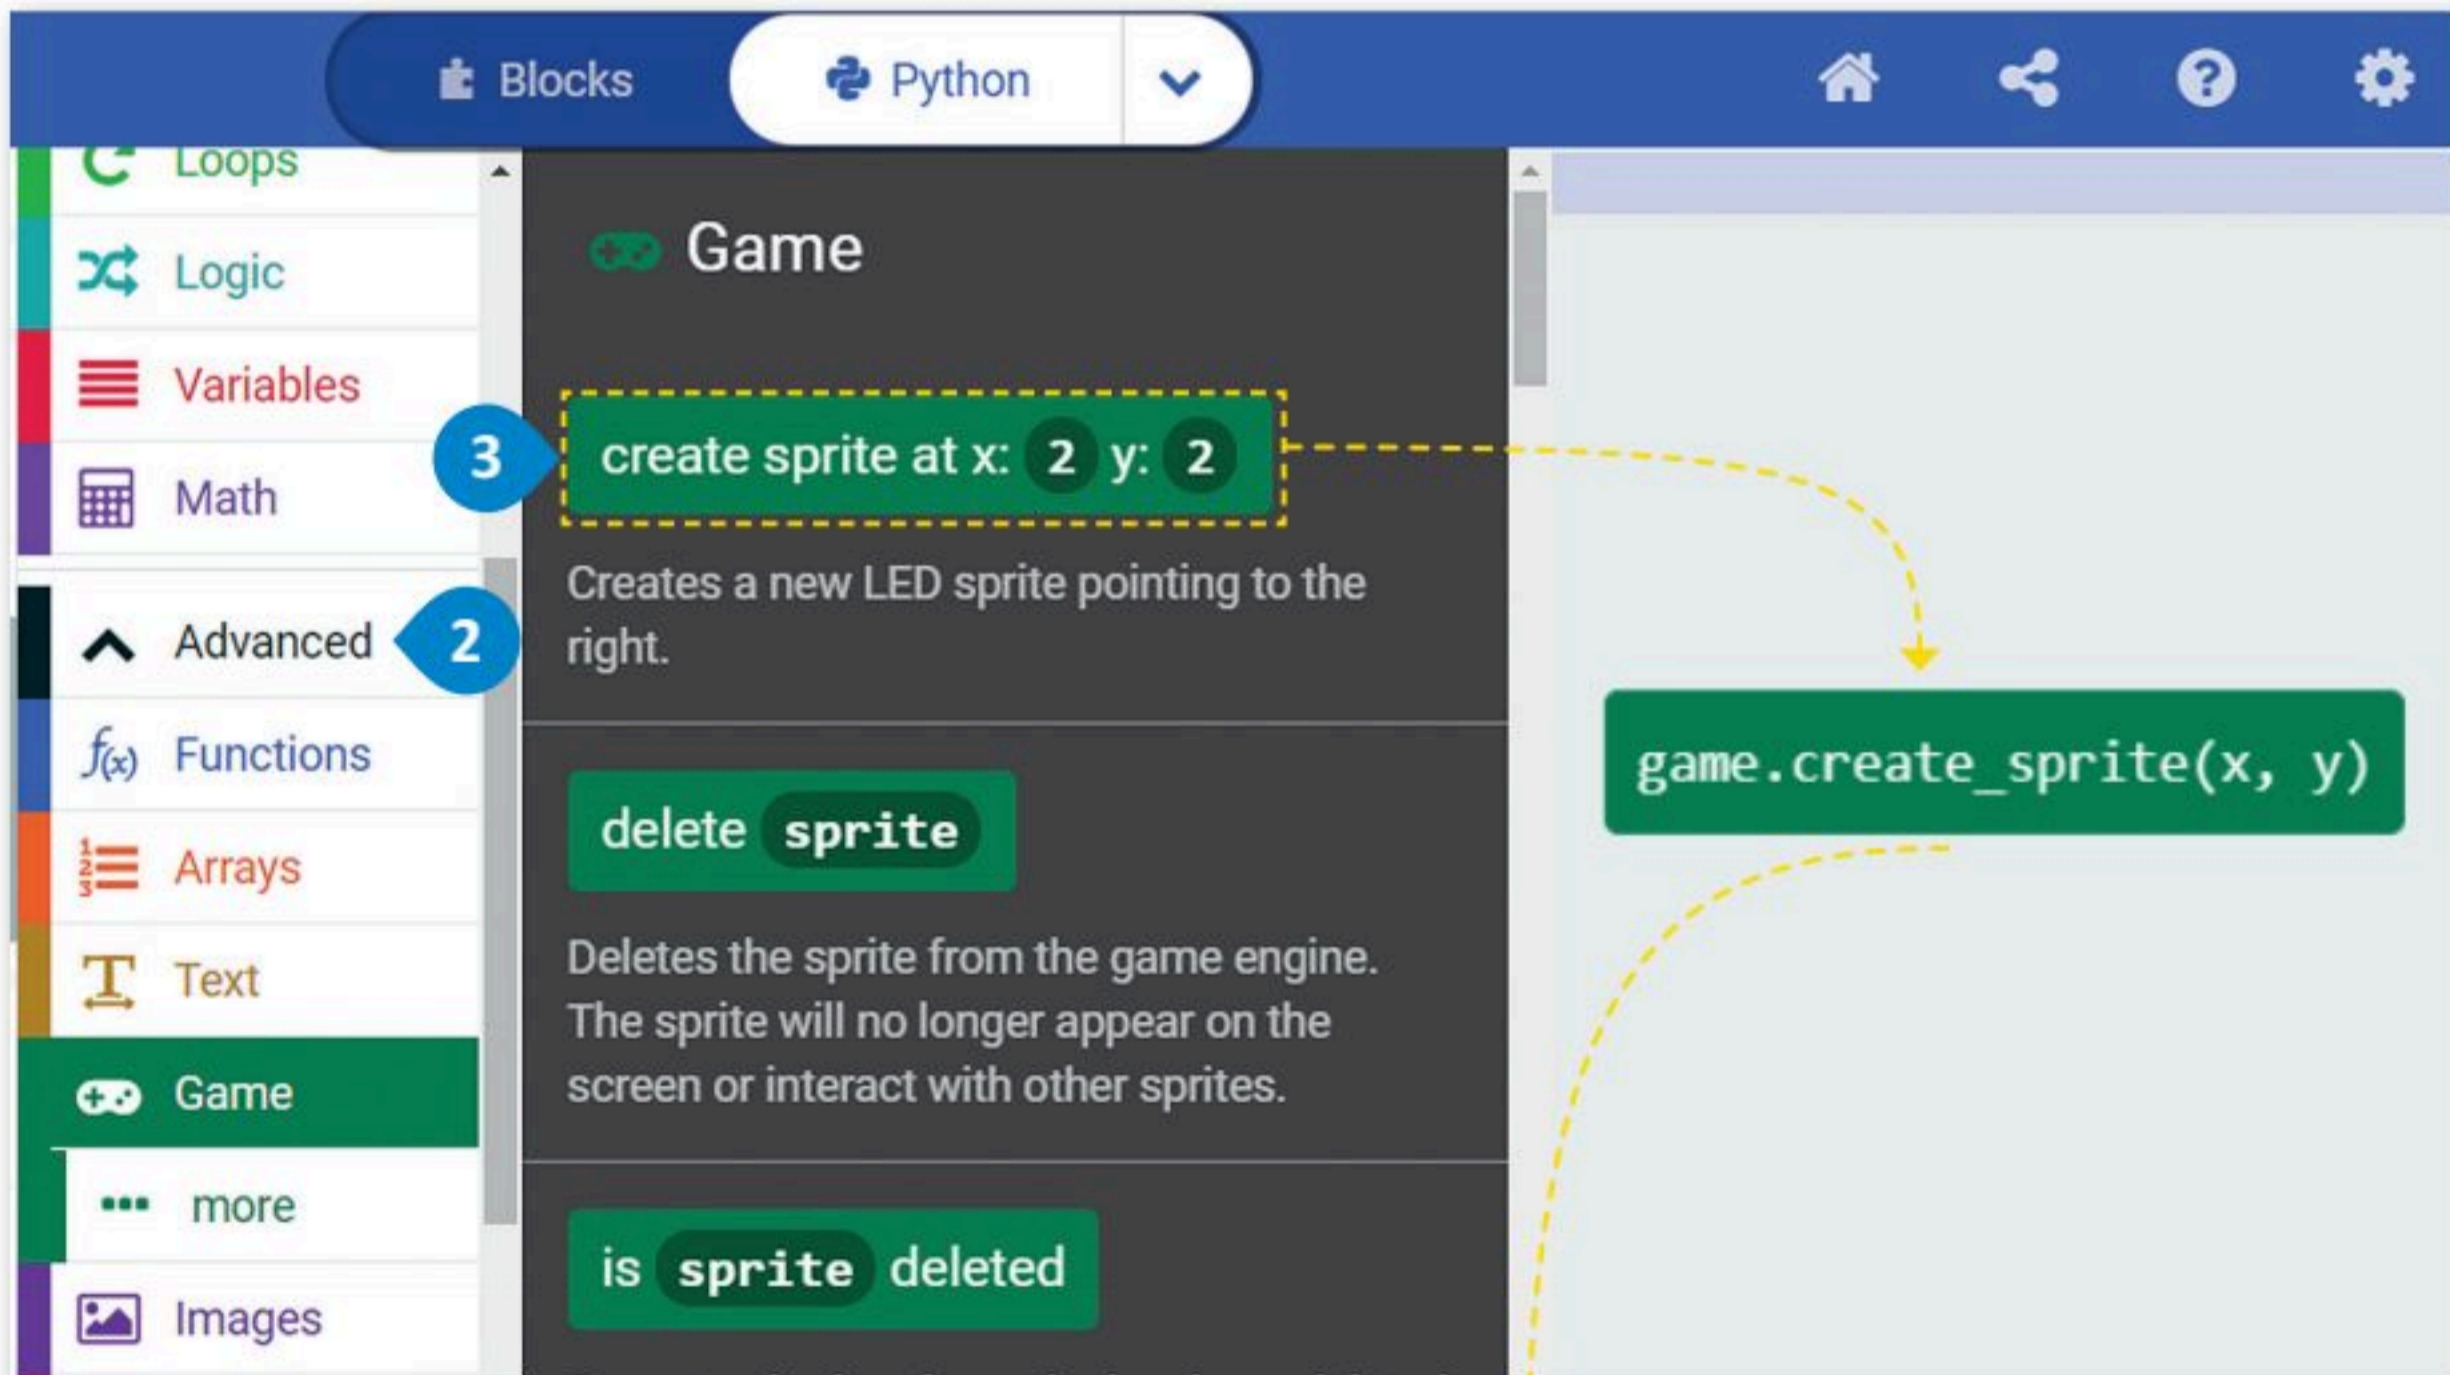 Blocks
Python
Loops
Logic
Variables
Math
Advanced
Functions
Arrays
Text
Game
more
Images
3
2
Game
create sprite at x: 2 y: 2
Creates a new LED sprite pointing to the
right.
delete sprite
Deletes the sprite from the game engine.
The sprite will no longer appear on the
screen or interact with other sprites.
is sprite deleted
game.create_sprite(x, y)